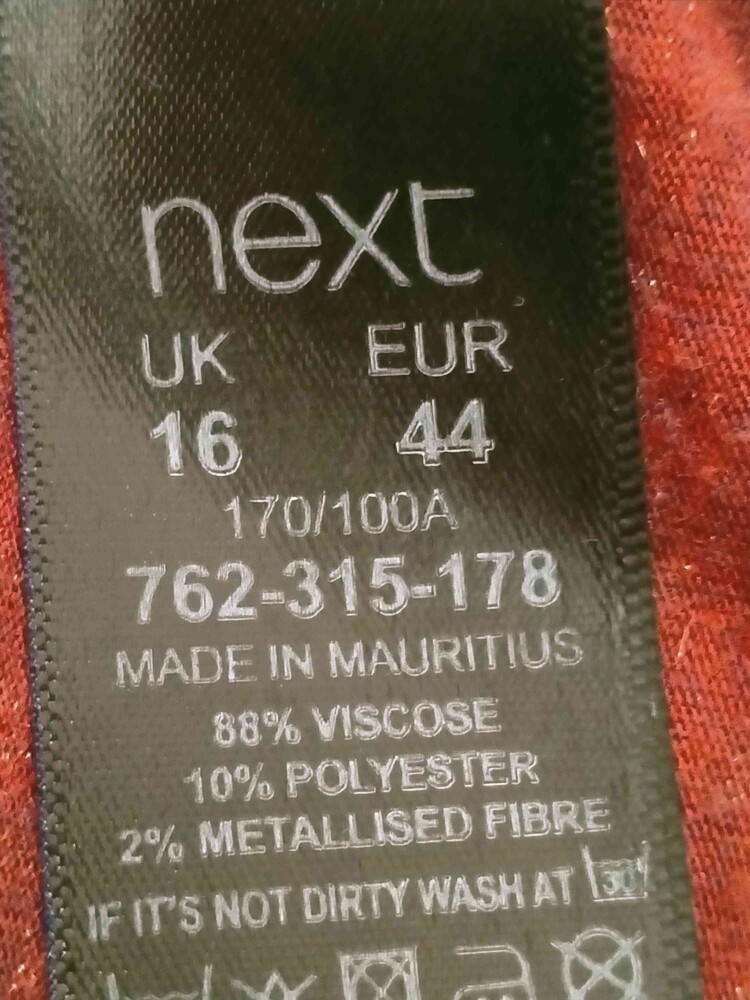 next
UK EUR
16 44
170/100A
762-315-178
MADE IN MAURITIUS
88% VISCOSE
10% POLYESTER
2% METALLISED FIBRE
IF IT'S NOT DIRTY WASH AT 30°